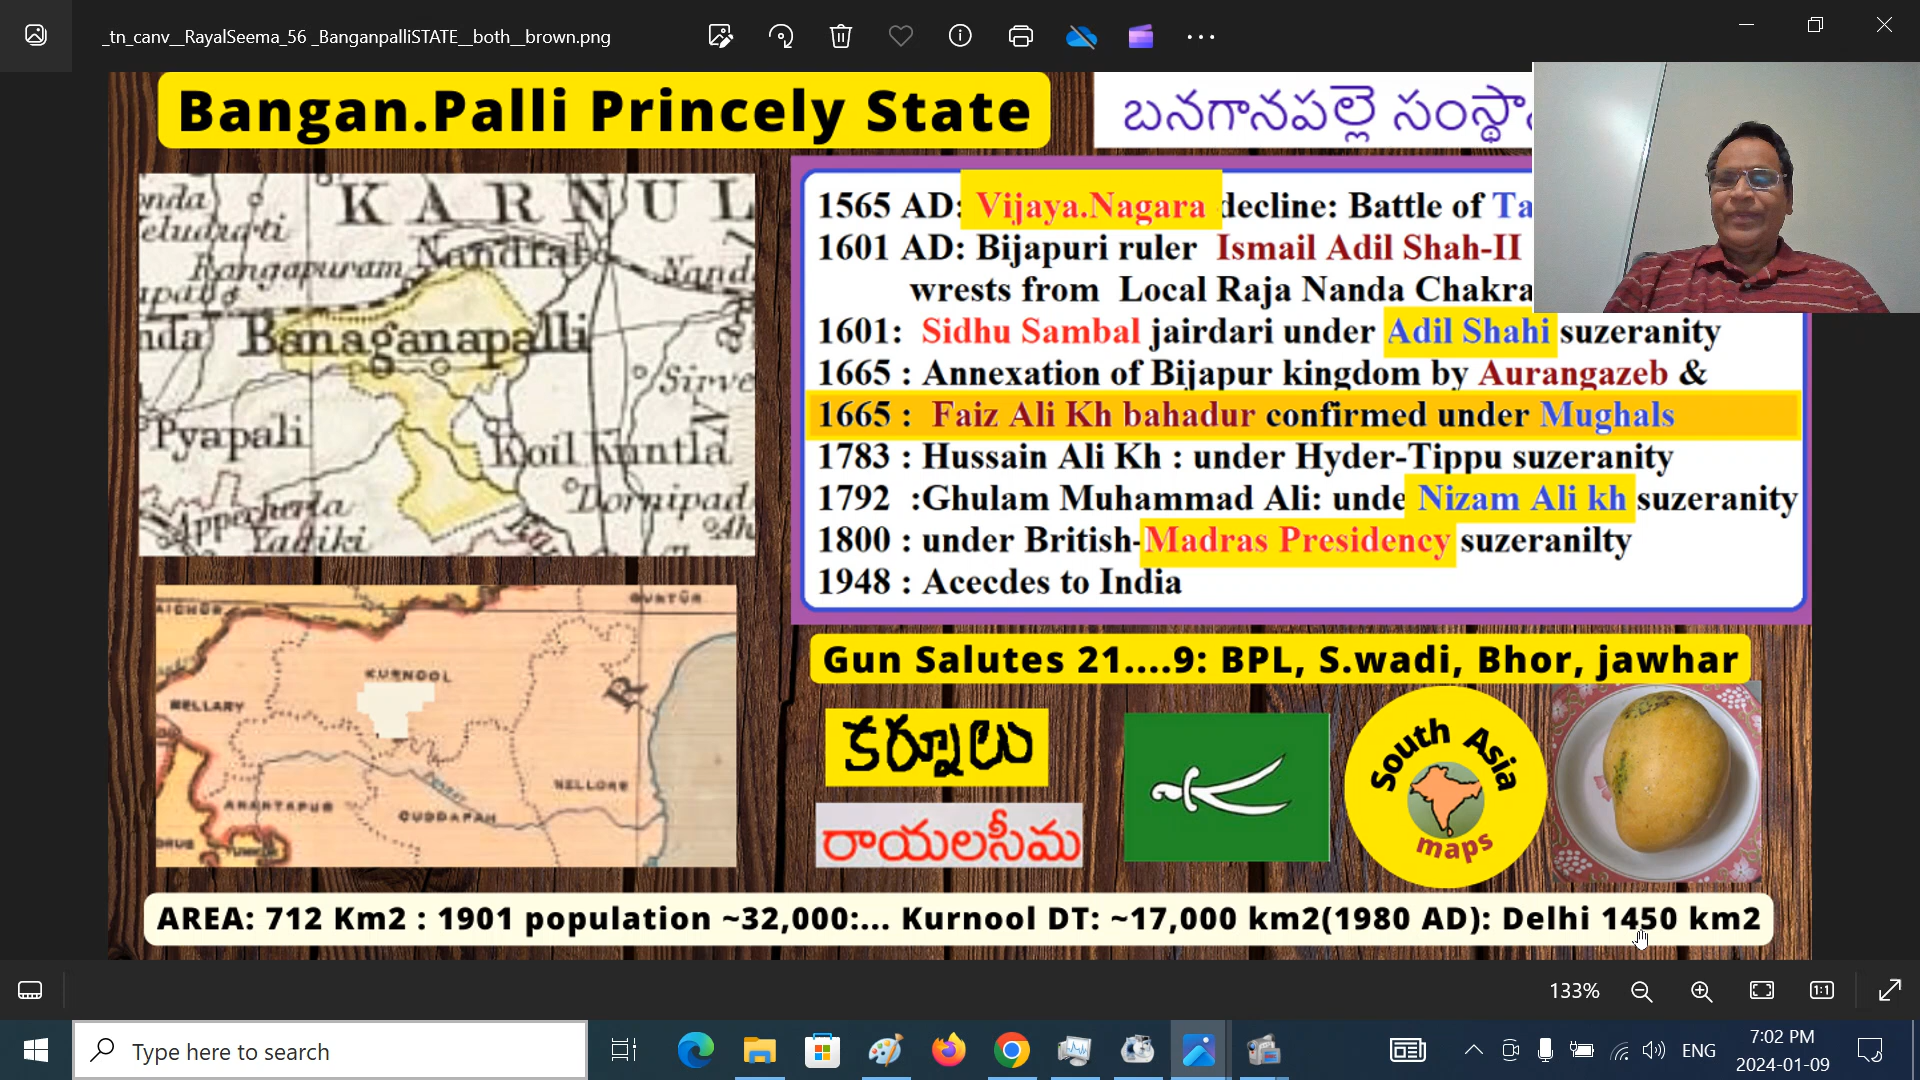 _tn_canv__RayalSeema_56 _BanganpalliSTATE__both__brown.png
Bangan.Palli Princely State
బనగానపల్లె
KARNUL
Nandial
Rangapuram
Banaganapalli
Pyapali
Koil Kuntla
Dornipad
Yadiki
1565 AD: Vijaya.Nagara decline: Battle of Ta
1601 AD: Bijapuri ruler Ismail Adil Shah-II
wrests from Local Raja Nanda Chakra
1601: Sidhu Sambal jairdari under Adil Shahi suzeranity
1665 : Annexation of Bijapur kingdom by Aurangazeb &
1665 : Faiz Ali Kh bahadur confirmed under Mughals
1783 : Hussain Ali Kh : under Hyder-Tippu suzeranity
1792 :Ghulam Muhammad Ali: unde Nizam Ali kh suzeranity
1800 : under British-Madras Presidency suzeranilty
1948 : Acecdes to India
GUNTŪR
KURNOOL
BELLARY
R
NELLORE
ANANTAPUR
CUDDAPAH
Gun Salutes 21....9: BPL, S.wadi, Bhor, jawhar
కర్నూలు
రాయలసీమ
South Asia
maps
AREA: 712 Km2 : 1901 population ~32,000:... Kurnool DT: ~17,000 km2(1980 AD): Delhi 1450 km2
133%
1:1
Type here to search
ENG
7:02 PM
2024-01-09